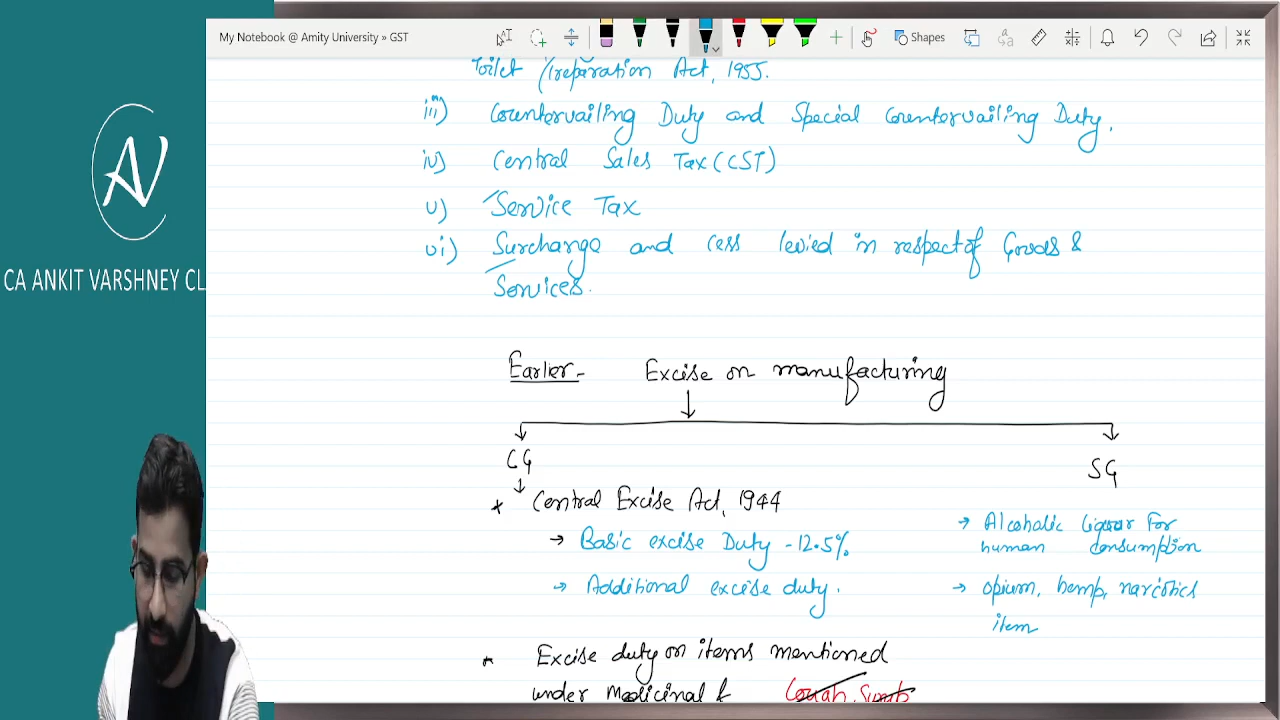 My Notebook @ Amity University » GST
Shapes
Toilet Preparation Act, 1955.
iii) Countervailing Duty and Special Countervailing Duty.
iv) Central Sales Tax (CST)
v) Service Tax
vi) Surcharge and cess levied in respect of Goods &
Services.
AV
CA ANKIT VARSHNEY CL
Earlier - Excise on manufacturing
CG
SG
* Central Excise Act, 1944
→ Basic excise Duty - 12.5%
→ Additional excise duty.
→ Alcoholic liquor For
human consumption
→ opium, hemp, narcotics
item
* Excise duty on items mentioned
under medicinal & Cough Syrup